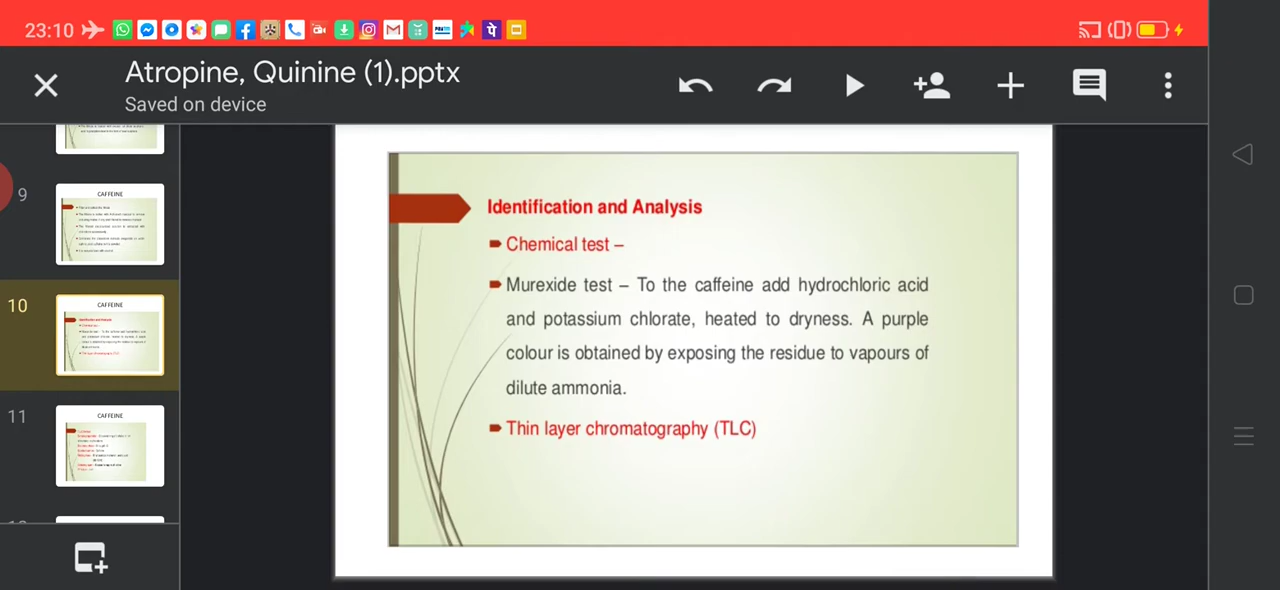 23:10
Atropine, Quinine (1).pptx
Saved on device
9
CAFFEINE
10
CAFFEINE
Identification and Analysis
Chemical test –
Murexide test – To the caffeine add hydrochloric acid
and potassium chlorate, heated to dryness. A purple
colour is obtained by exposing the residue to vapours of
dilute ammonia.
Thin layer chromatography (TLC)
11
CAFFEINE